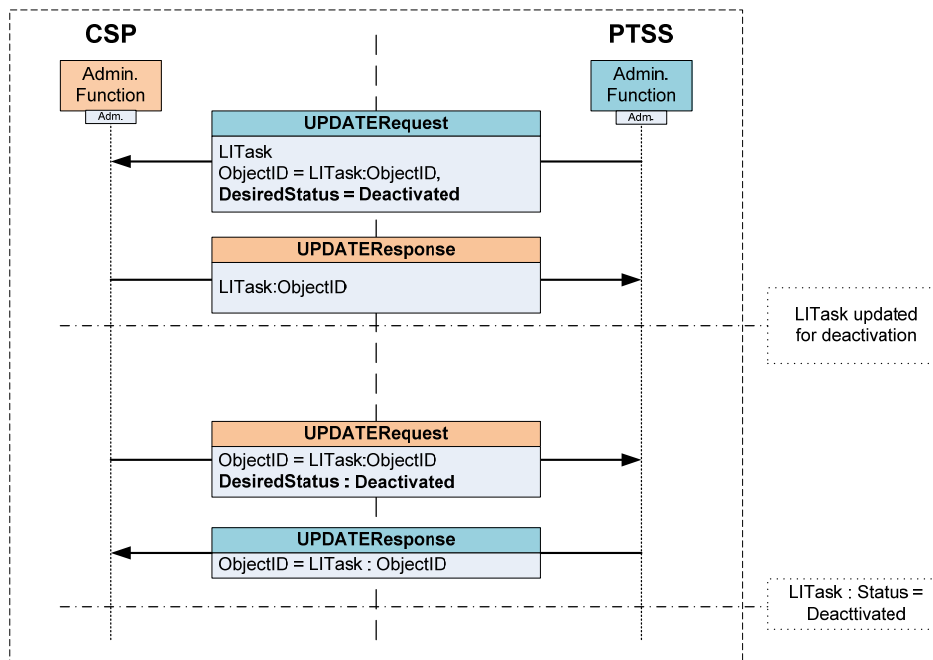 CSP
PTSS
Admin.
Function
Adm.
Admin.
Function
Adm.
UPDATERequest
LITask
ObjectID = LITask:ObjectID,
DesiredStatus = Deactivated
UPDATEResponse
LITask:ObjectID
LITask updated
for deactivation
UPDATERequest
ObjectID = LITask:ObjectID
DesiredStatus : Deactivated
UPDATEResponse
ObjectID = LITask : ObjectID
LITask : Status =
Deacttivated